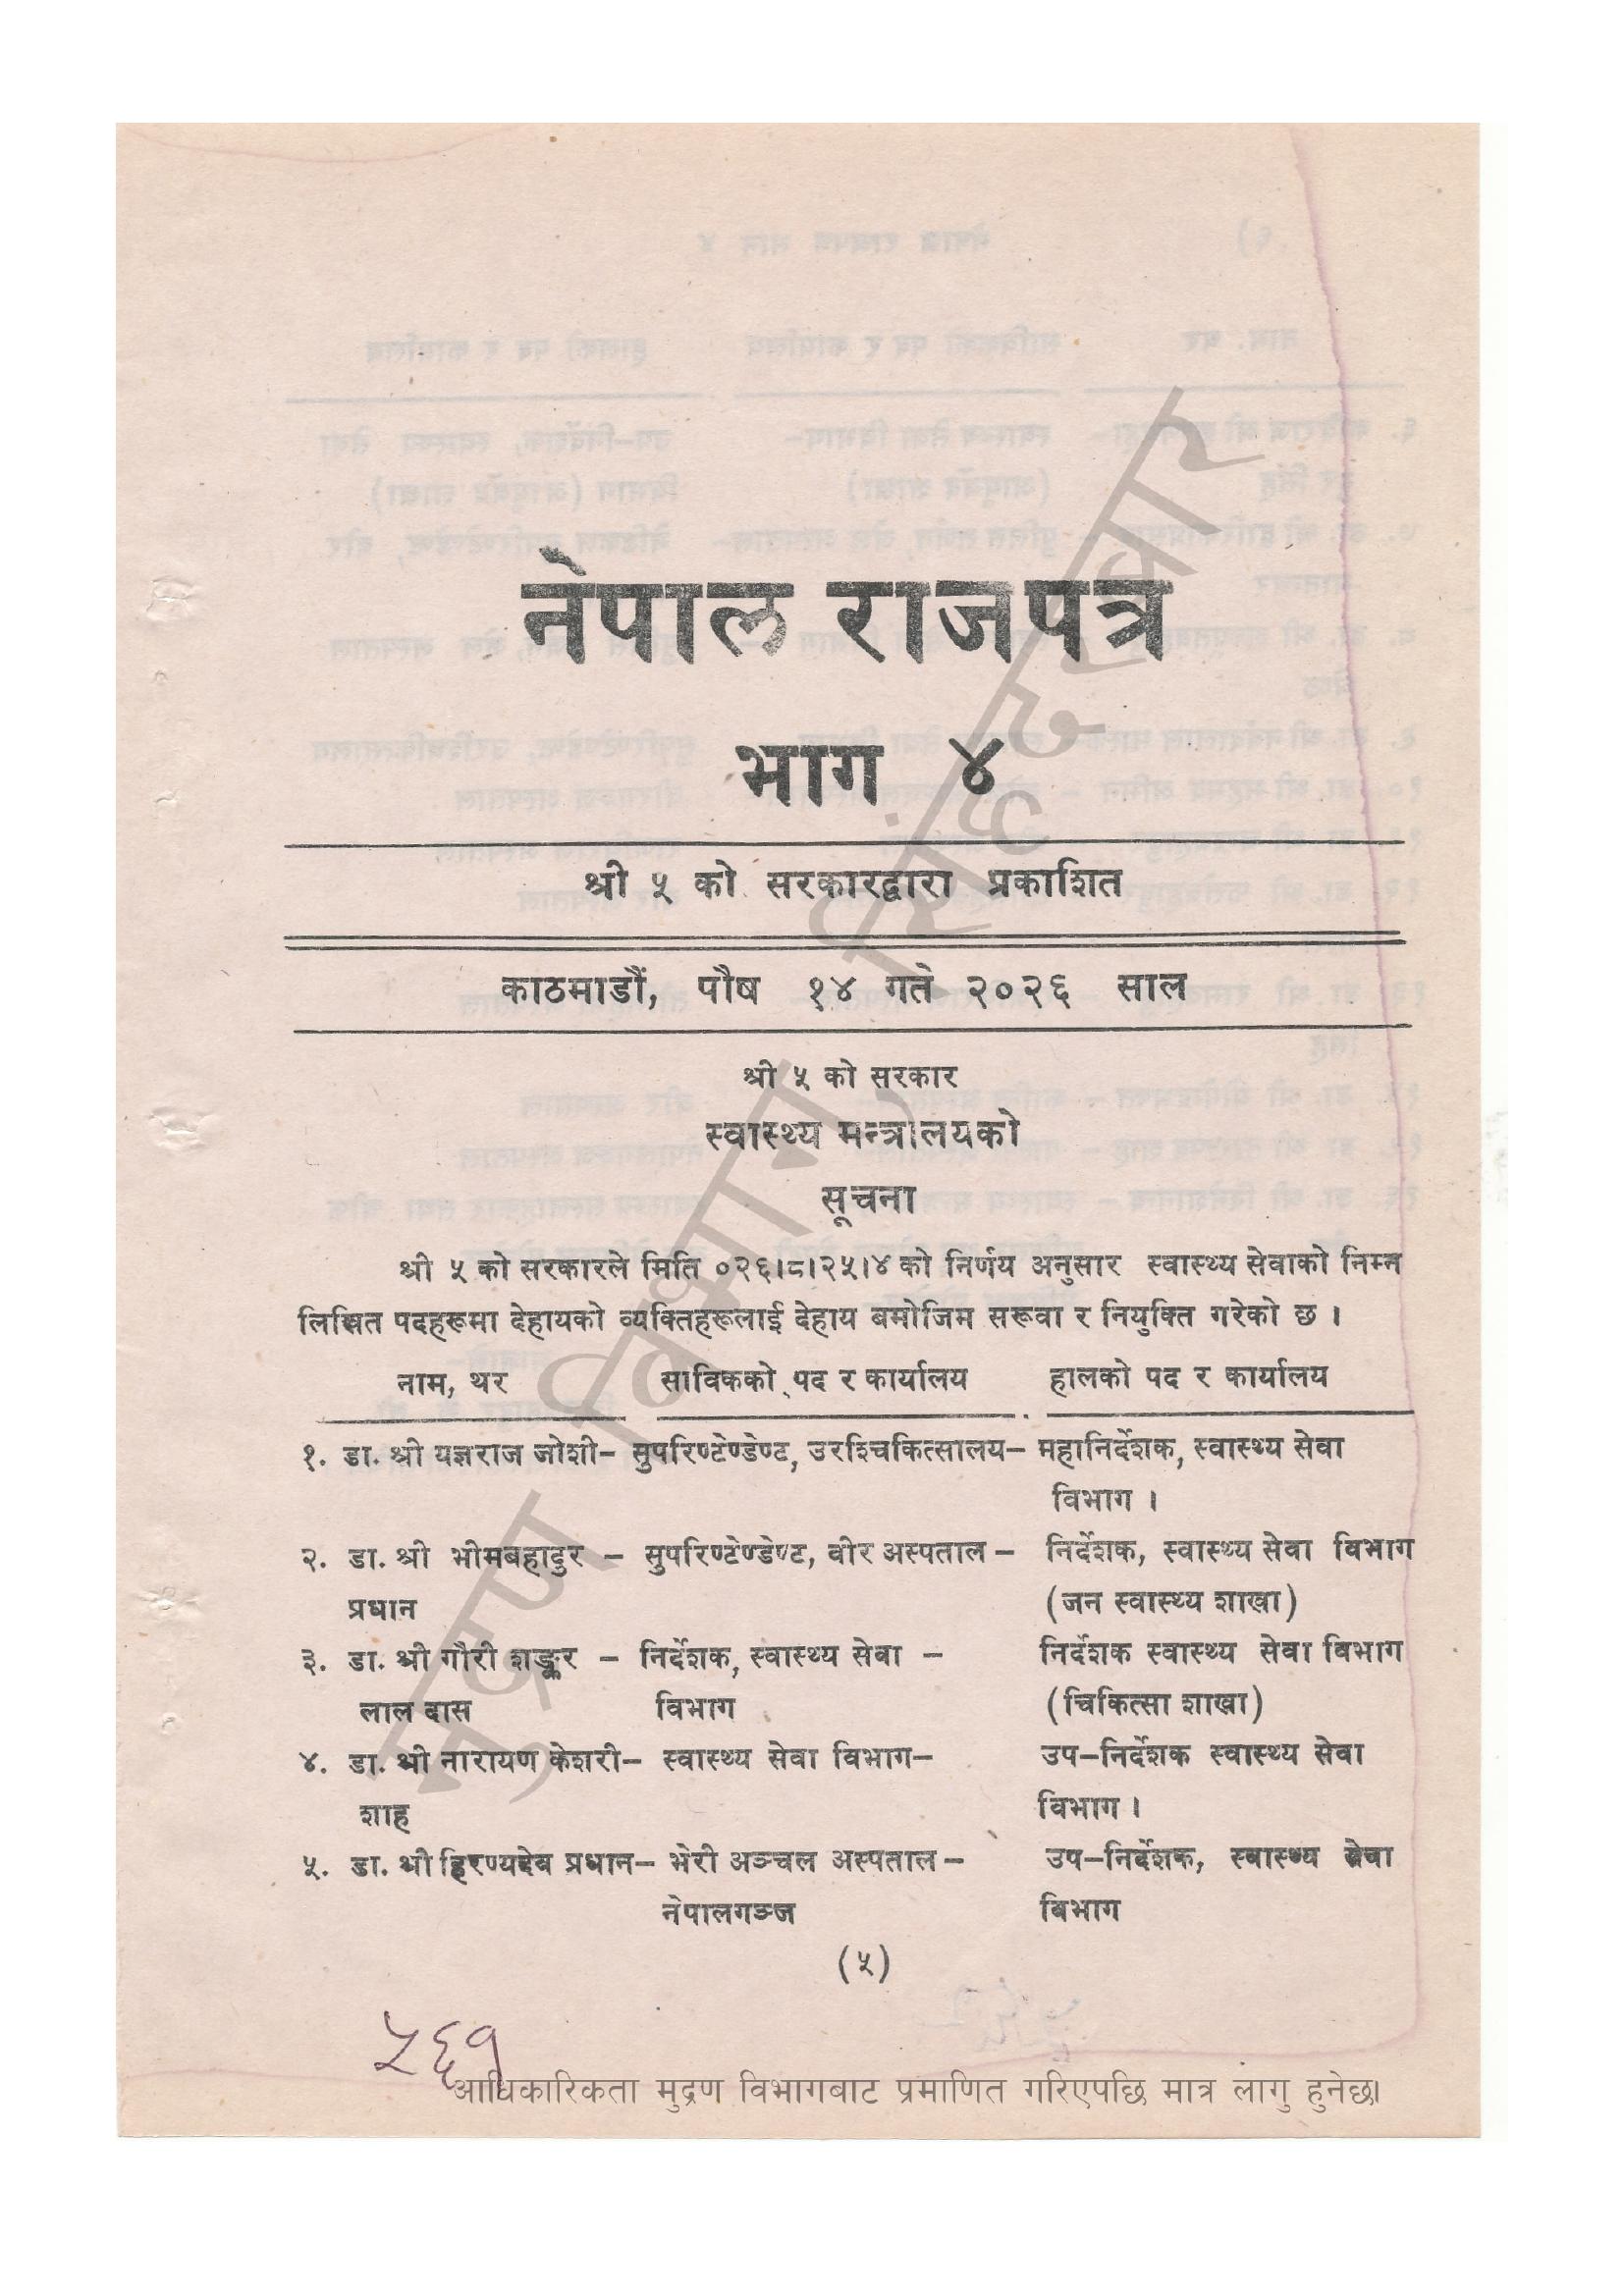 नेपाल राजपत्र
भाग ४
श्री ५ को सरकारद्वारा प्रकाशित
काठमाडौं, पौष १४ गते २०२६ साल
श्री ५ को सरकार
स्वास्थ्य मन्त्रालयको
सूचना
श्री ५ को सरकारले मिति ०२६।८।२५।४ को निर्णय अनुसार स्वास्थ्य सेवाको निम्न
लिखित पदहरूमा देहायको व्यक्तिहरूलाई देहाय बमोजिम सरूवा र नियुक्ति गरेको छ ।
नाम, थर साविकको पद र कार्यालय हालको पद र कार्यालय
१. डा. श्री यज्ञराज जोशी– सुपरिण्टेण्डेण्ट, उरश्चिकित्सालय– महानिर्देशक, स्वास्थ्य सेवा
विभाग ।
२. डा. श्री भीमबहादुर – सुपरिण्टेण्डेण्ट, वीर अस्पताल – निर्देशक, स्वास्थ्य सेवा विभाग
प्रधान (जन स्वास्थ्य शाखा)
३. डा. श्री गौरी शङ्कर – निर्देशक, स्वास्थ्य सेवा – निर्देशक स्वास्थ्य सेवा विभाग
लाल दास विभाग (चिकित्सा शाखा)
४. डा. श्री नारायण केशरी– स्वास्थ्य सेवा विभाग– उप–निर्देशक स्वास्थ्य सेवा
शाह विभाग ।
५. डा. श्री हिरण्यदेव प्रधान– भेरी अञ्चल अस्पताल – उप–निर्देशक, स्वास्थ्य सेवा
नेपालगञ्ज विभाग
(५)
५६१
आधिकारिकता मुद्रण विभागबाट प्रमाणित गरिएपछि मात्र लागु हुनेछ।
मुद्रण विभाग, सिंहदरबार